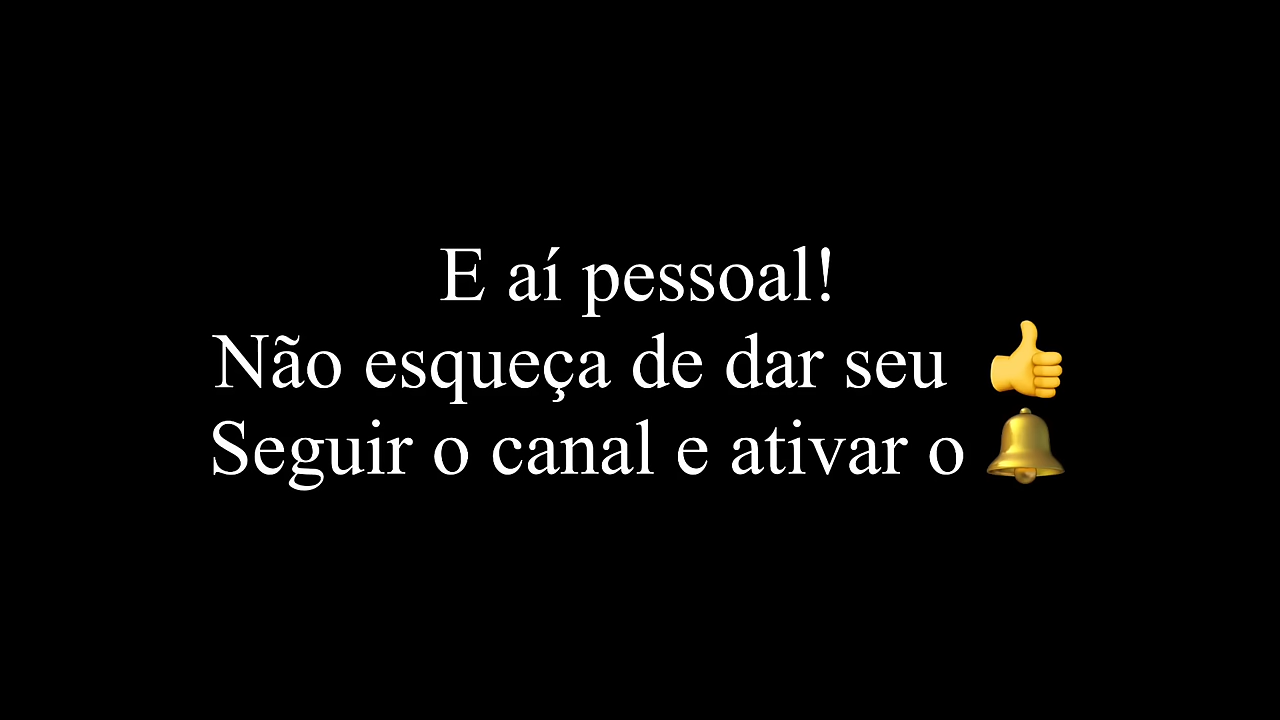 E aí pessoal!
Não esqueça de dar seu 👍
Seguir o canal e ativar o 🔔